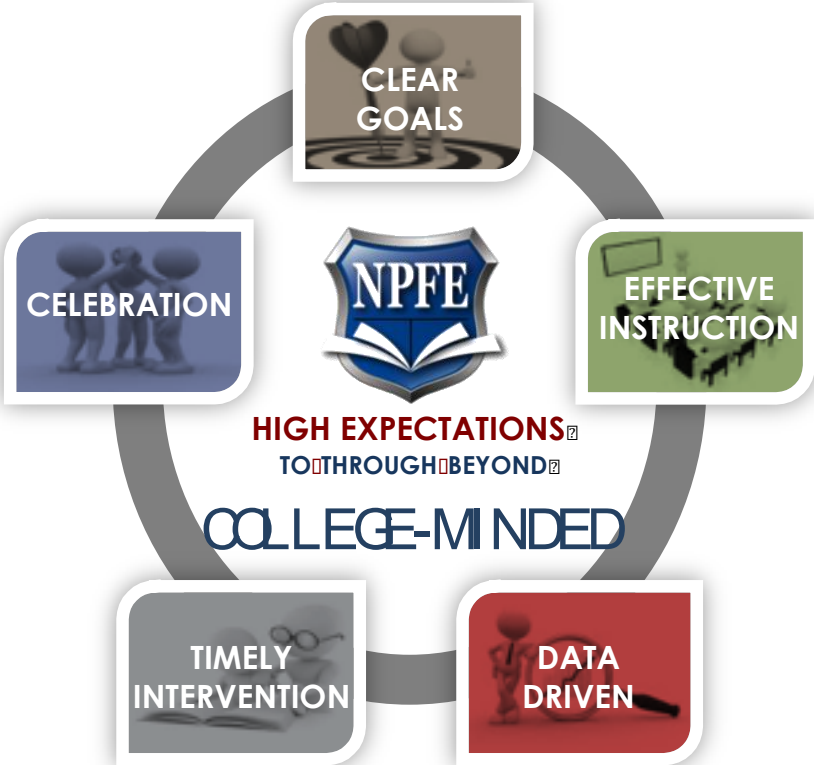 CLEAR
GOALS
CELEBRATION
NPFE
EFFECTIVE
INSTRUCTION
HIGH EXPECTATIONS
TO THROUGH BEYOND
COLLEGE-MINDED
TIMELY
INTERVENTION
DATA
DRIVEN